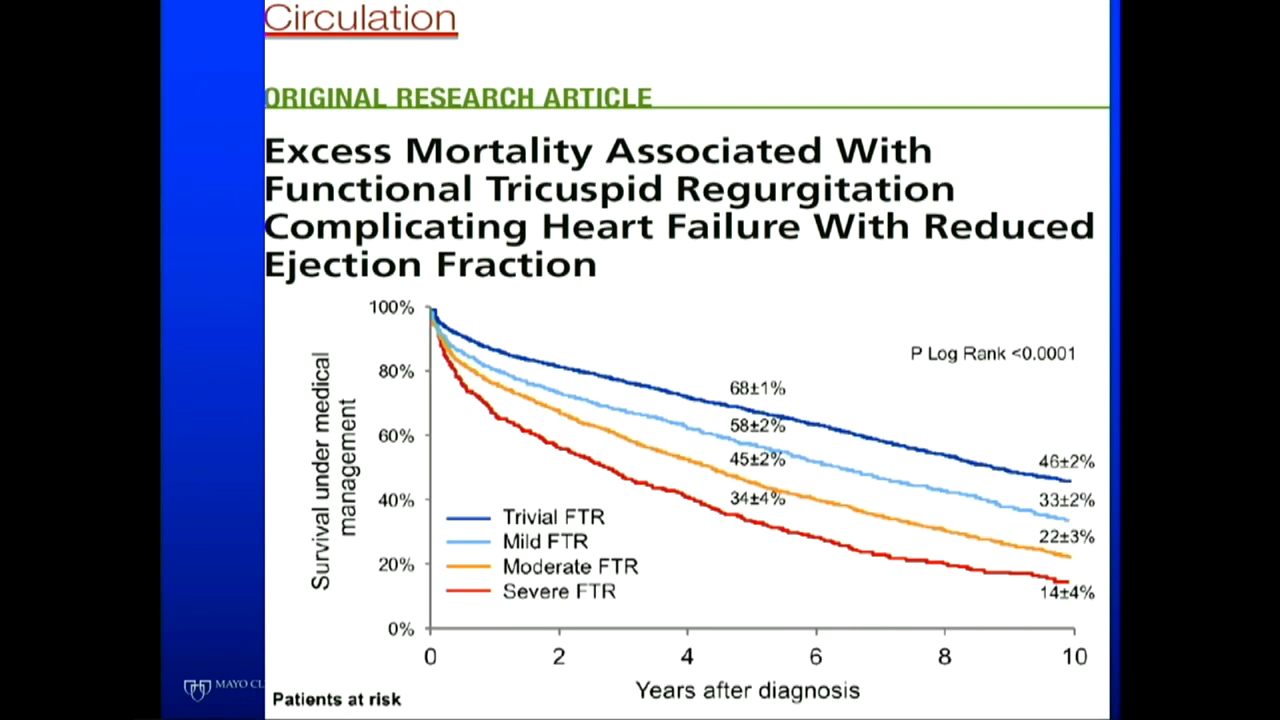 Circulation
ORIGINAL RESEARCH ARTICLE
Excess Mortality Associated With
Functional Tricuspid Regurgitation
Complicating Heart Failure With Reduced
Ejection Fraction
100%
80%
60%
40%
20%
0%
Survival under medical
management
P Log Rank <0.0001
68±1%
58±2%
45±2%
34±4%
46±2%
33±2%
22±3%
14±4%
Trivial FTR
Mild FTR
Moderate FTR
Severe FTR
0 2 4 6 8 10
Years after diagnosis
MAYO CL
Patients at risk